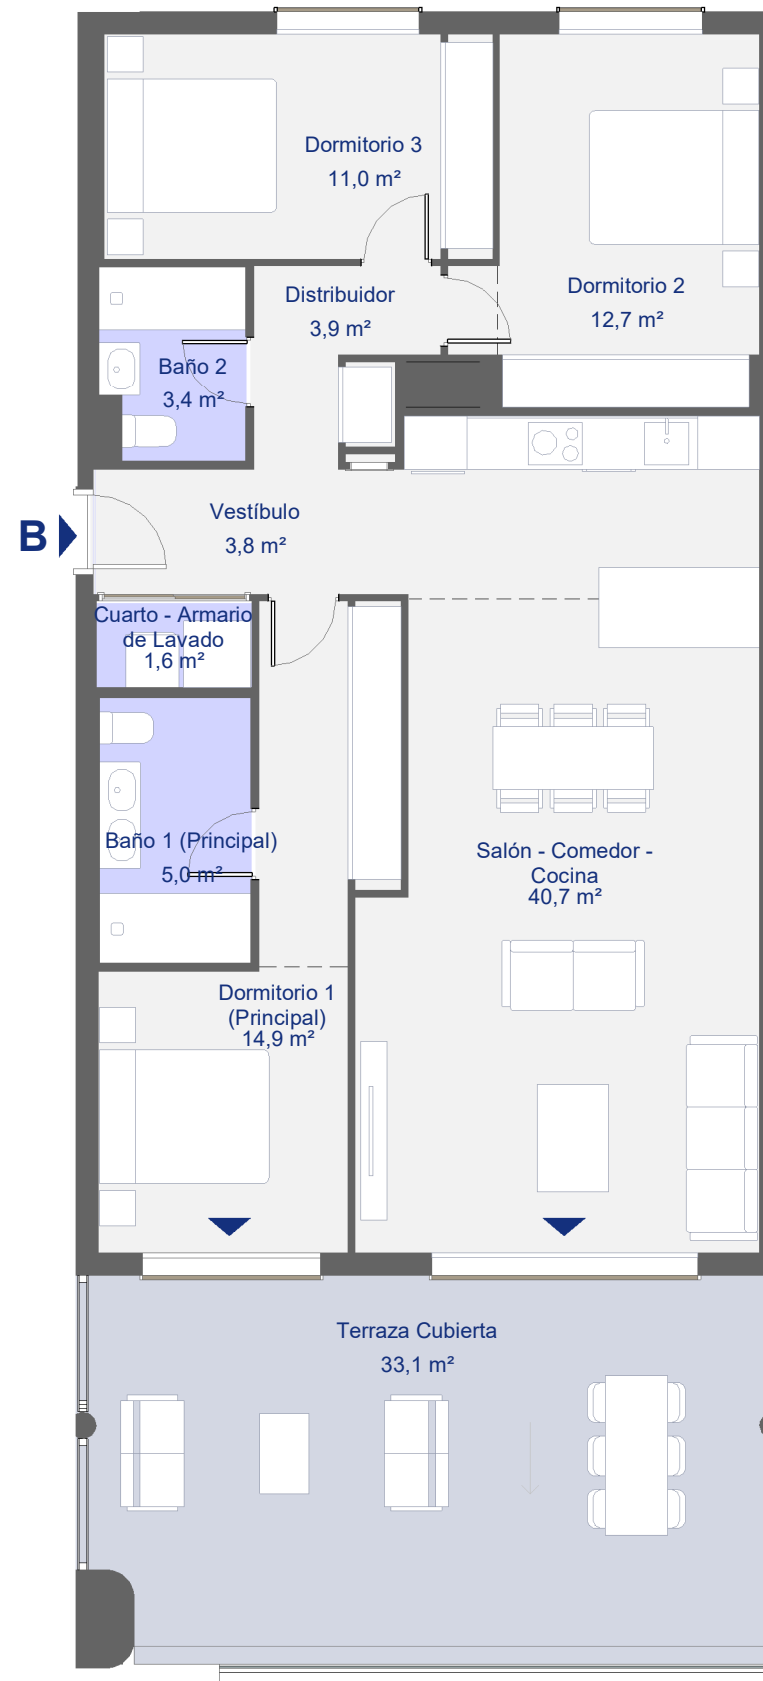 Dormitorio 3
11,0 m²
Dormitorio 2
12,7 m²
Distribuidor
3,9 m²
Baño 2
3,4 m²
Vestíbulo
3,8 m²
B
Cuarto - Armario
de Lavado
1,6 m²
Baño 1 (Principal)
5,0 m²
Salón - Comedor -
Cocina
40,7 m²
Dormitorio 1
(Principal)
14,9 m²
Terraza Cubierta
33,1 m²